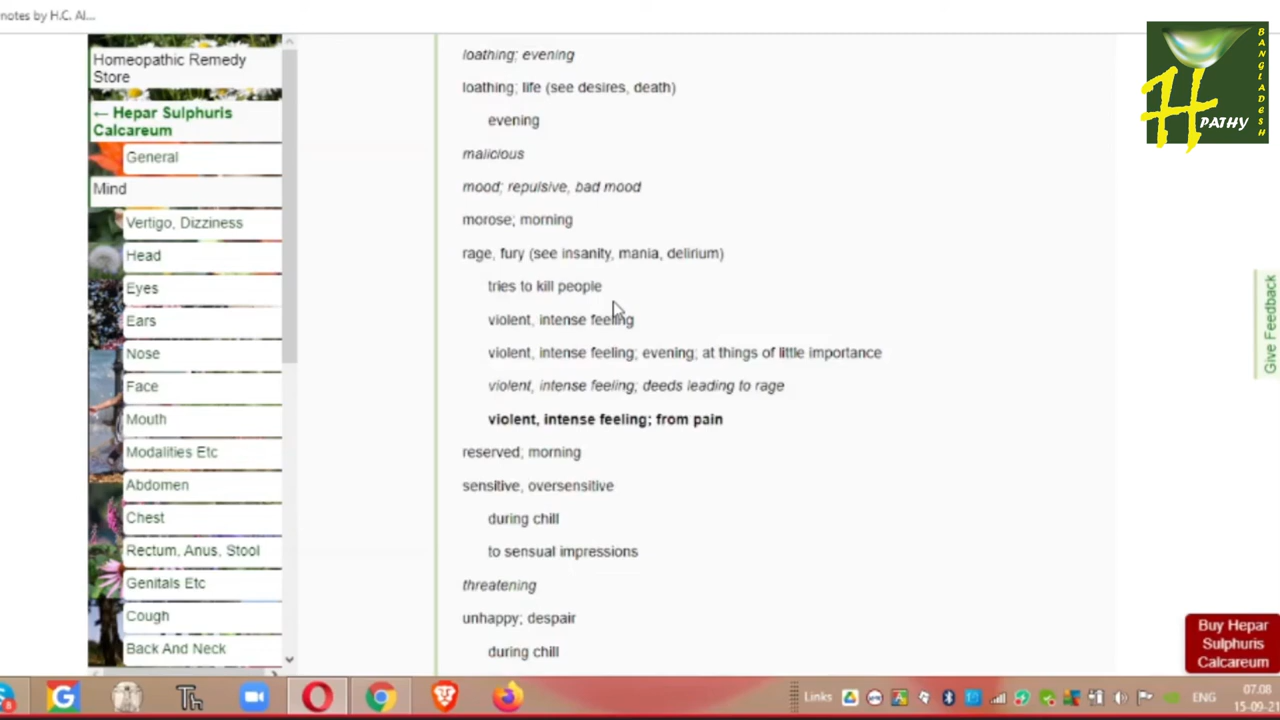 notes by H.C. Al...
Homeopathic Remedy
Store
← Hepar Sulphuris
Calcareum
General
Mind
Vertigo, Dizziness
Head
Eyes
Ears
Nose
Face
Mouth
Modalities Etc
Abdomen
Chest
Rectum, Anus, Stool
Genitals Etc
Cough
Back And Neck
loathing; evening
loathing; life (see desires, death)
evening
malicious
mood; repulsive, bad mood
morose; morning
rage, fury (see insanity, mania, delirium)
tries to kill people
violent, intense feeling
violent, intense feeling; evening; at things of little importance
violent, intense feeling; deeds leading to rage
violent, intense feeling; from pain
reserved; morning
sensitive, oversensitive
during chill
to sensual impressions
threatening
unhappy; despair
during chill
H PATHY
BANGLADESH
Give Feedback
Buy Hepar
Sulphuris
Calcareum
Links
ENG
07.08
15-09-21